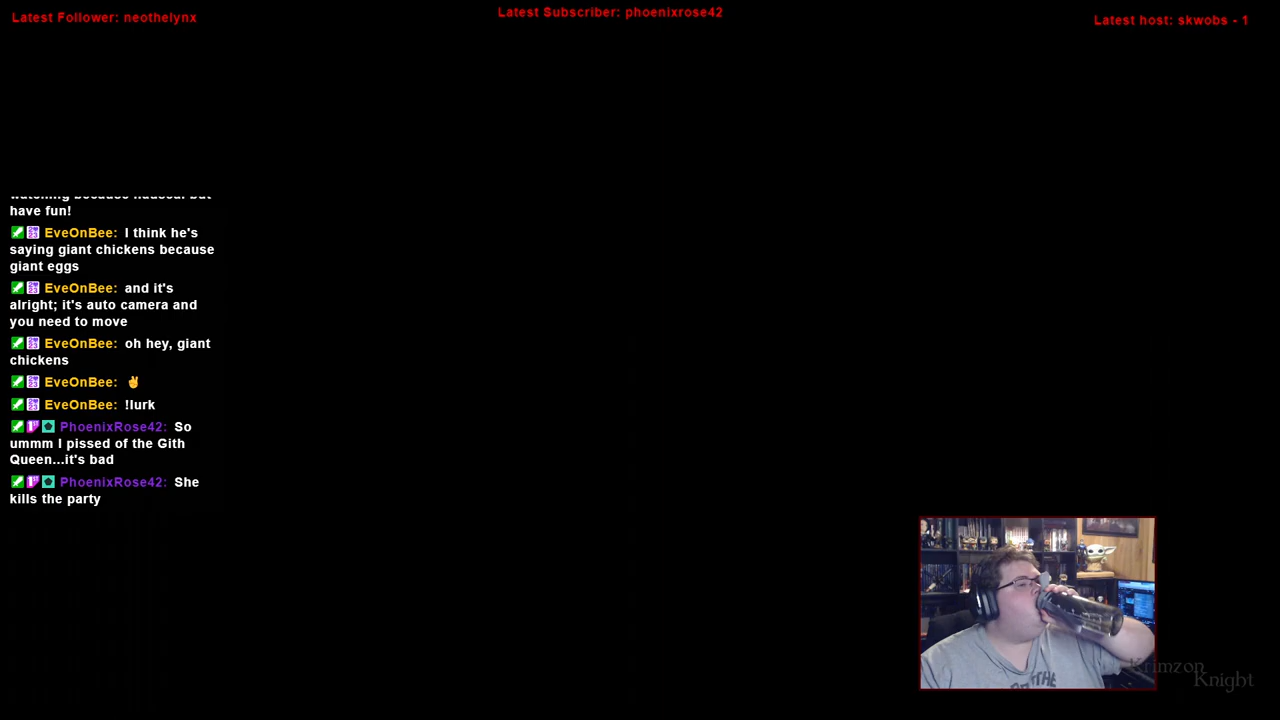 Latest Follower: neothelynx
Latest Subscriber: phoenixrose42
Latest host: skwobs - 1
have fun!
EveOnBee: I think he's
saying giant chickens because
giant eggs
EveOnBee: and it's
alright; it's auto camera and
you need to move
EveOnBee: oh hey, giant
chickens
EveOnBee: ✌
EveOnBee: !lurk
PhoenixRose42: So
ummm I pissed of the Gith
Queen...it's bad
PhoenixRose42: She
kills the party
Krimzon
Knight